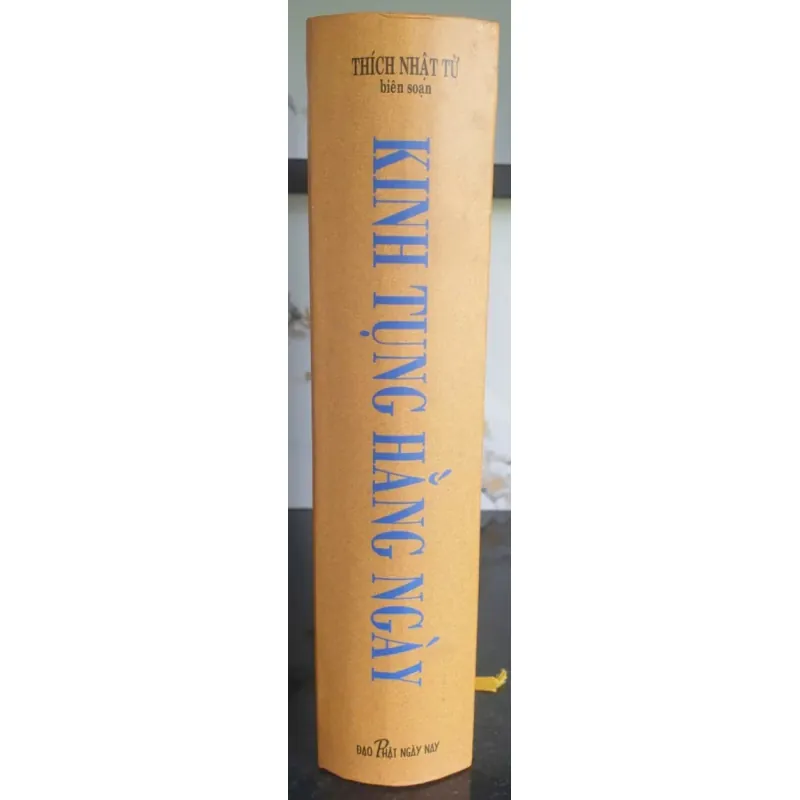 THÍCH NHẬT TỪ
biên soạn
KINH TỤNG HẰNG NGÀY
ĐẠO PHẬT NGÀY NAY